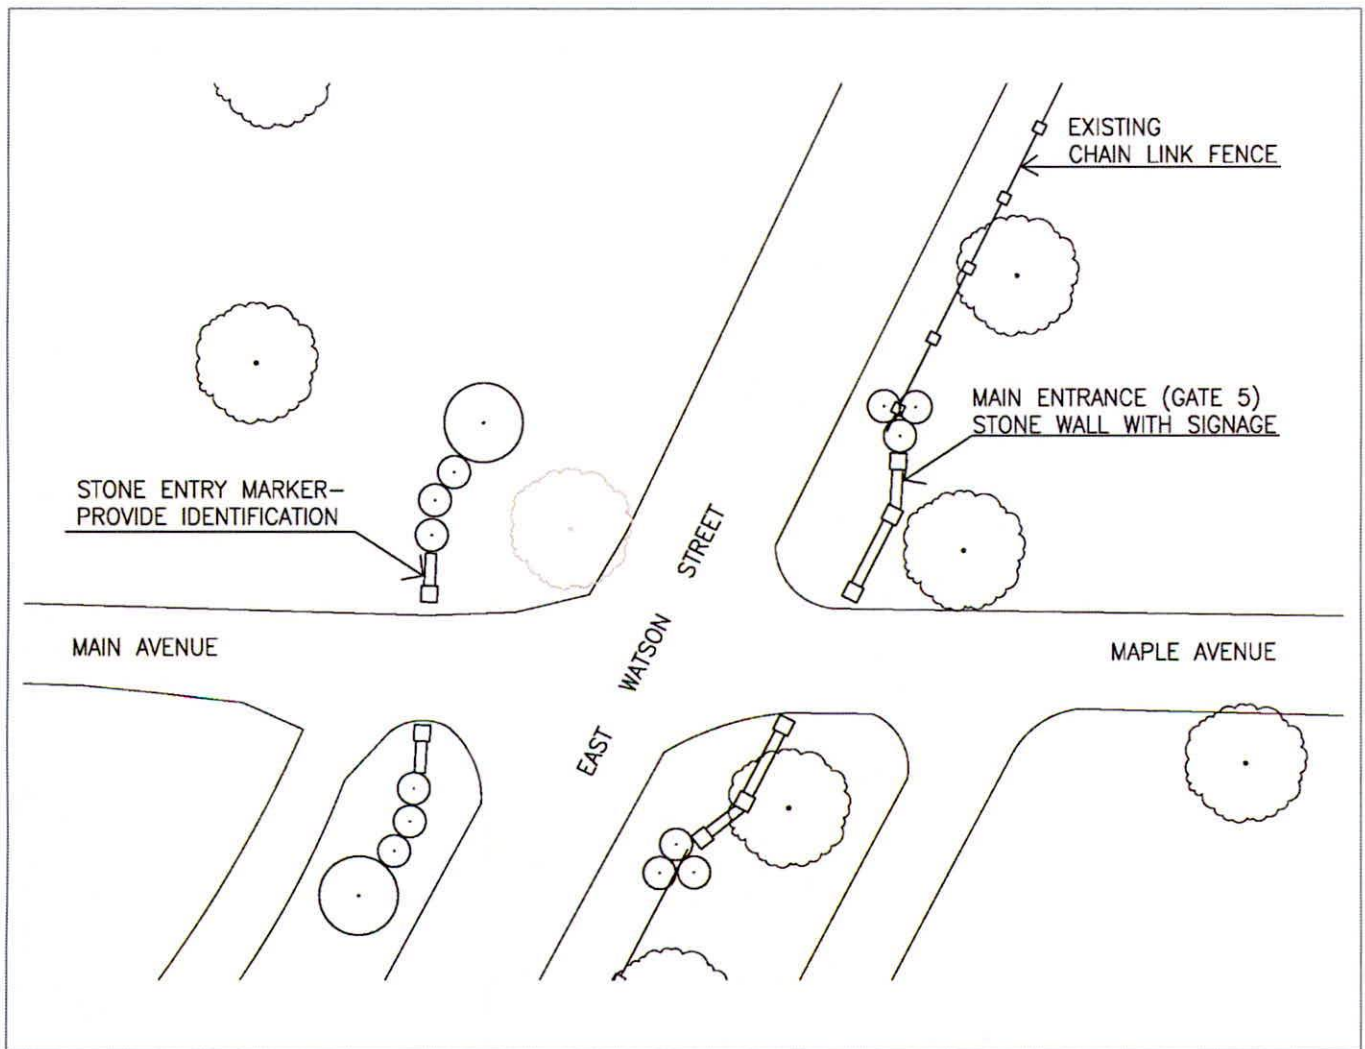 EXISTING
CHAIN LINK FENCE
MAIN ENTRANCE (GATE 5)
STONE WALL WITH SIGNAGE
STONE ENTRY MARKER–
PROVIDE IDENTIFICATION
MAIN AVENUE
EAST WATSON STREET
MAPLE AVENUE